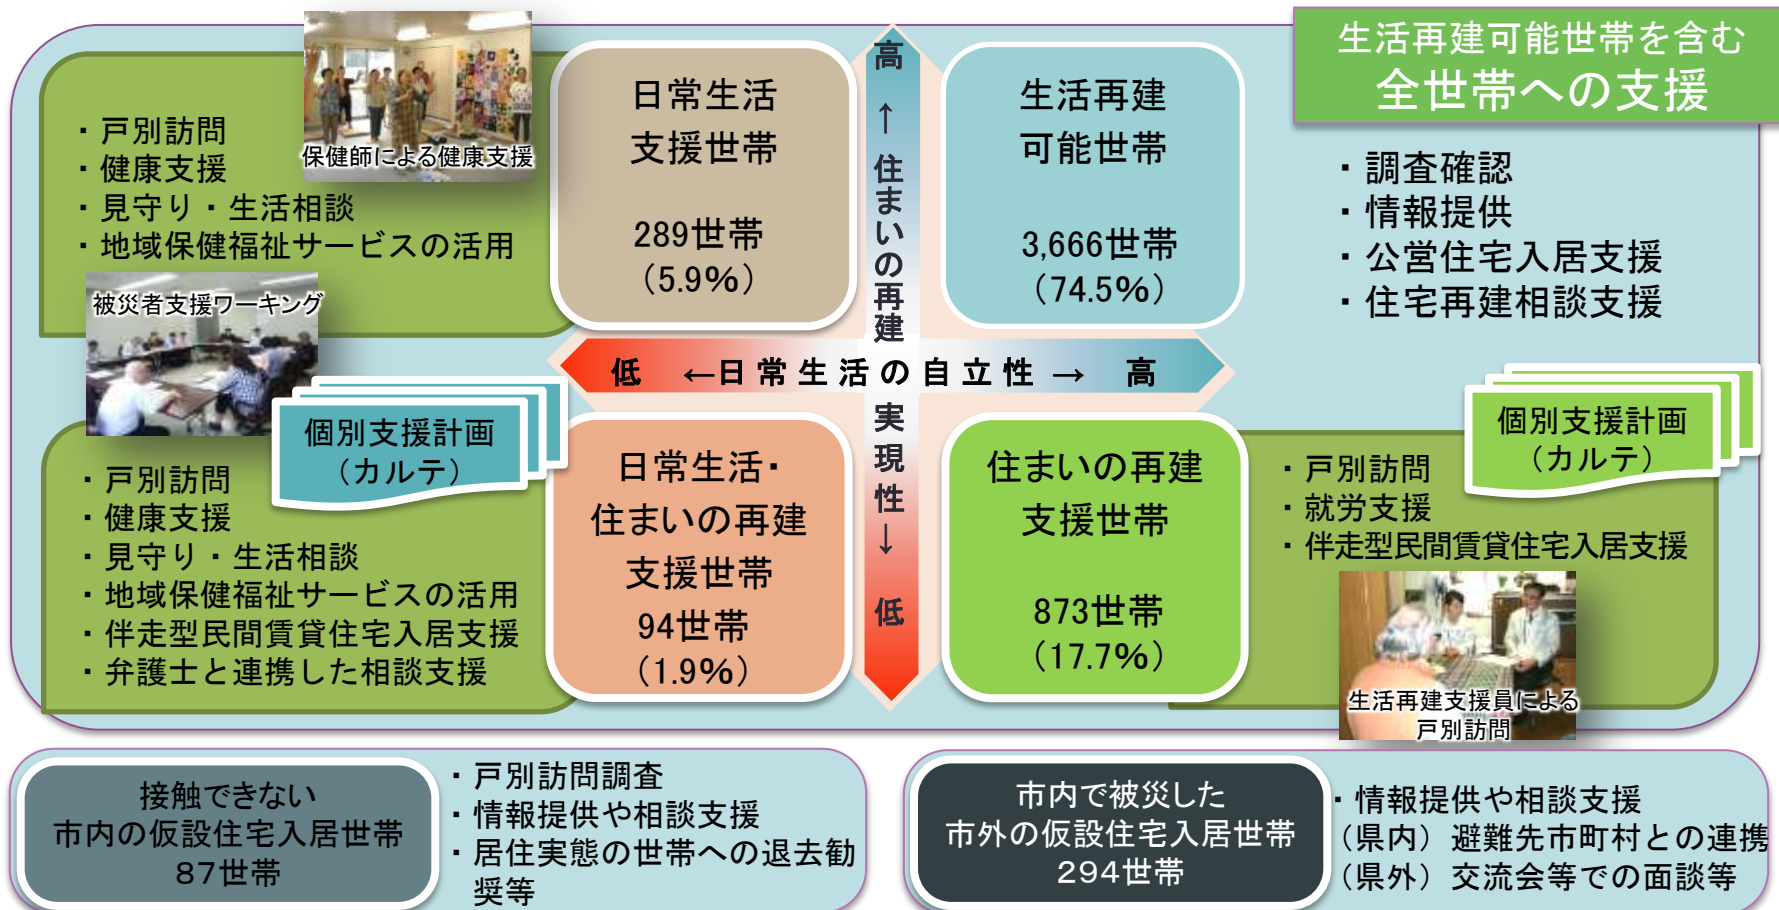 生活再建可能世帯を含む
全世帯への支援
・調査確認
・情報提供
・公営住宅入居支援
・住宅再建相談支援
・戸別訪問
・健康支援
・見守り・生活相談
・地域保健福祉サービスの活用
保健師による健康支援
日常生活
支援世帯
289世帯
(5.9%)
高 ↑ 住まいの再建 実現性 ↓ 低
生活再建
可能世帯
3,666世帯
(74.5%)
低 ←日常生活の自立性→ 高
被災者支援ワーキング
個別支援計画
(カルテ)
・戸別訪問
・健康支援
・見守り・生活相談
・地域保健福祉サービスの活用
・伴走型民間賃貸住宅入居支援
・弁護士と連携した相談支援
日常生活・
住まいの再建
支援世帯
94世帯
(1.9%)
住まいの再建
支援世帯
873世帯
(17.7%)
個別支援計画
(カルテ)
・戸別訪問
・就労支援
・伴走型民間賃貸住宅入居支援
生活再建支援員による
戸別訪問
接触できない
市内の仮設住宅入居世帯
87世帯
・戸別訪問調査
・情報提供や相談支援
・居住実態の世帯への退去勧
奨等
市内で被災した
市外の仮設住宅入居世帯
294世帯
・情報提供や相談支援
(県内)避難先市町村との連携
(県外)交流会等での面談等